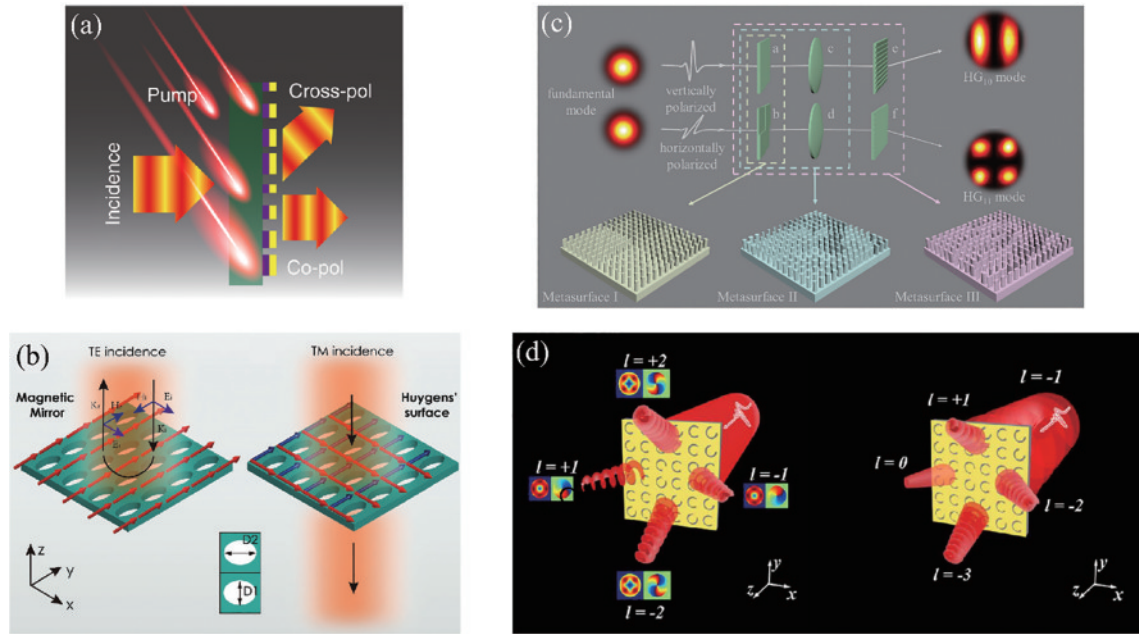 (a)
Pump
Cross-pol
Incidence
Co-pol
(c)
fundamental
mode
vertically
polarized
horizontally
polarized
a
c
e
b
d
f
HG10 mode
HG11 mode
Metasurface I
Metasurface II
Metasurface III
(b)
TE incidence
TM incidence
Magnetic
Mirror
Huygens'
surface
D2
D1
z
y
x
(d)
l = +2
l = +1
l = -1
l = -2
y
z
x
l = -1
l = +1
l = 0
l = -2
l = -3
y
z
x